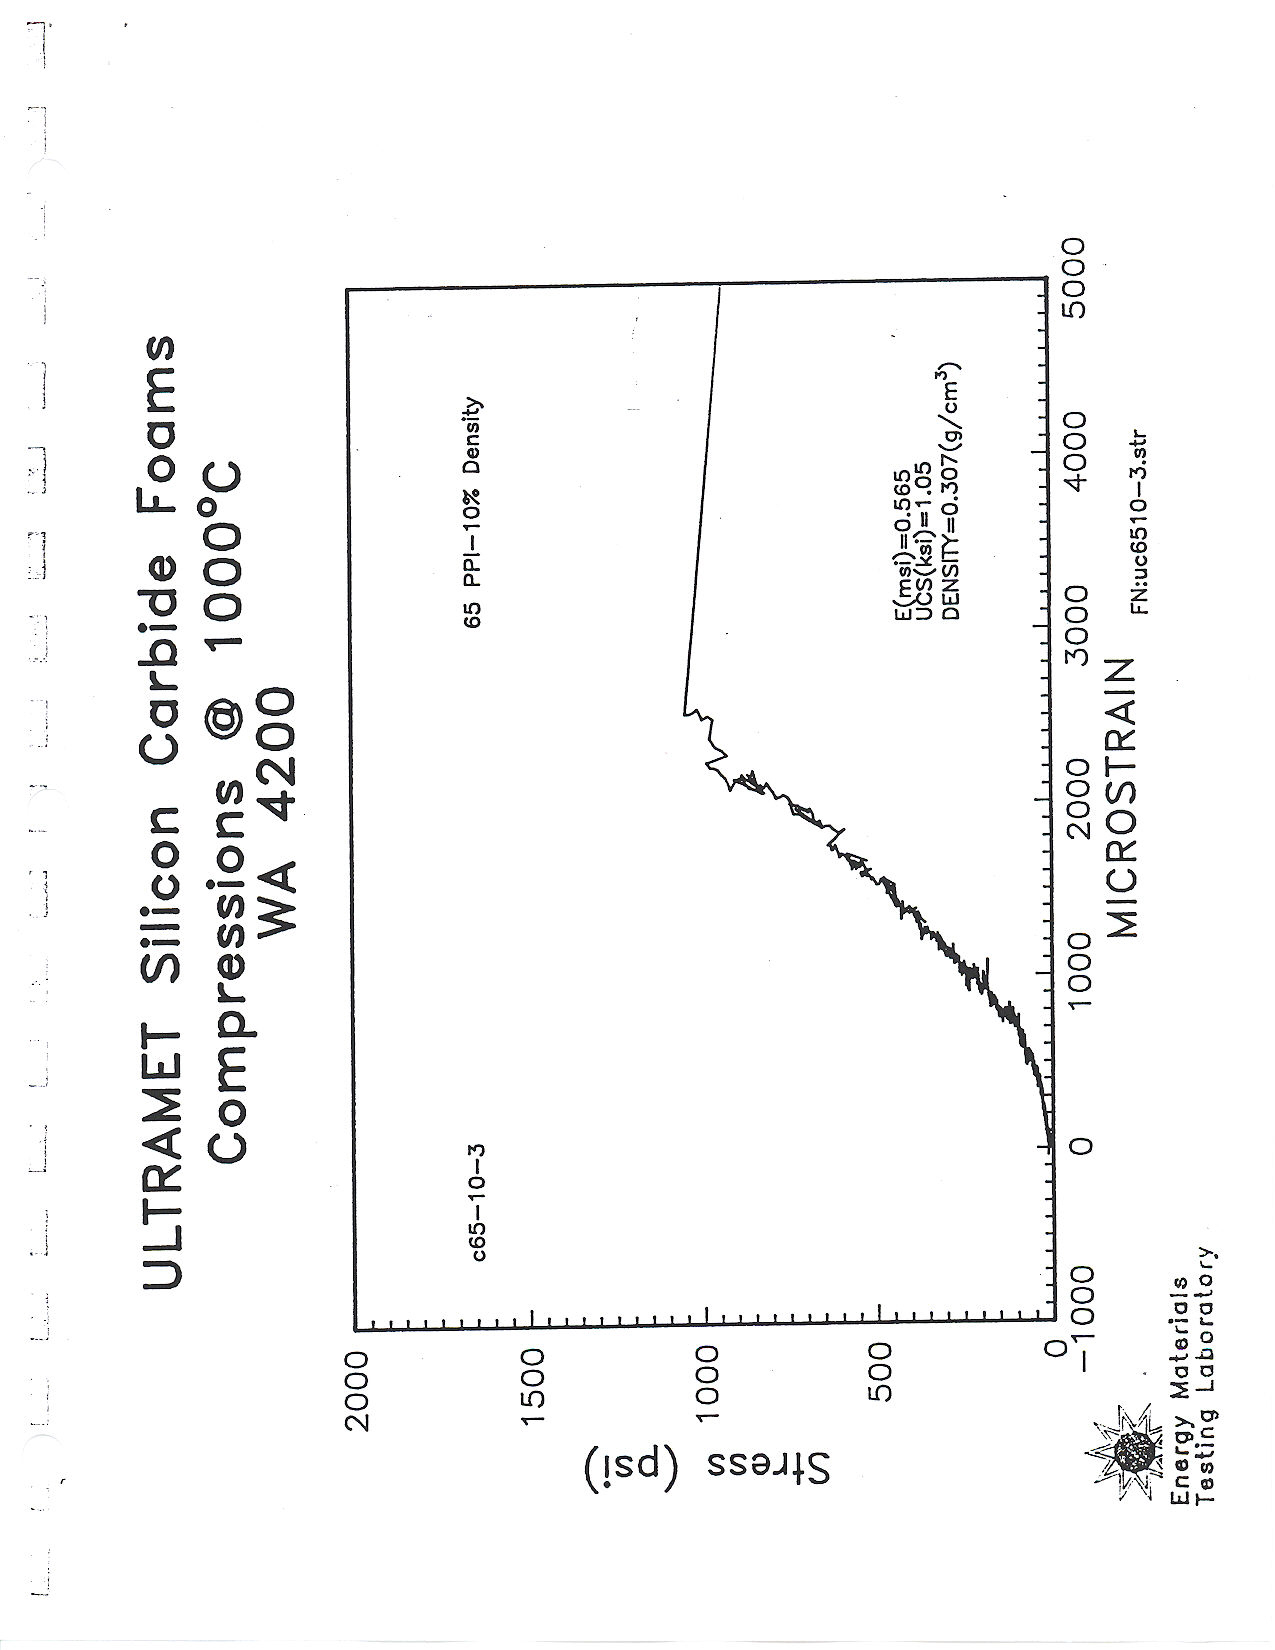 ULTRAMET Silicon Carbide Foams
Compressions @ 1000°C
WA 4200
c65-10-3
65 PPI-10% Density
E(msi)=0.565
UCS(ksi)=1.05
DENSITY=0.307(g/cm³)
Stress (psi)
2000
1500
1000
500
0
-1000 0 1000 2000 3000 4000 5000
MICROSTRAIN
FN:uc6510-3.str
Energy Materials
Testing Laboratory